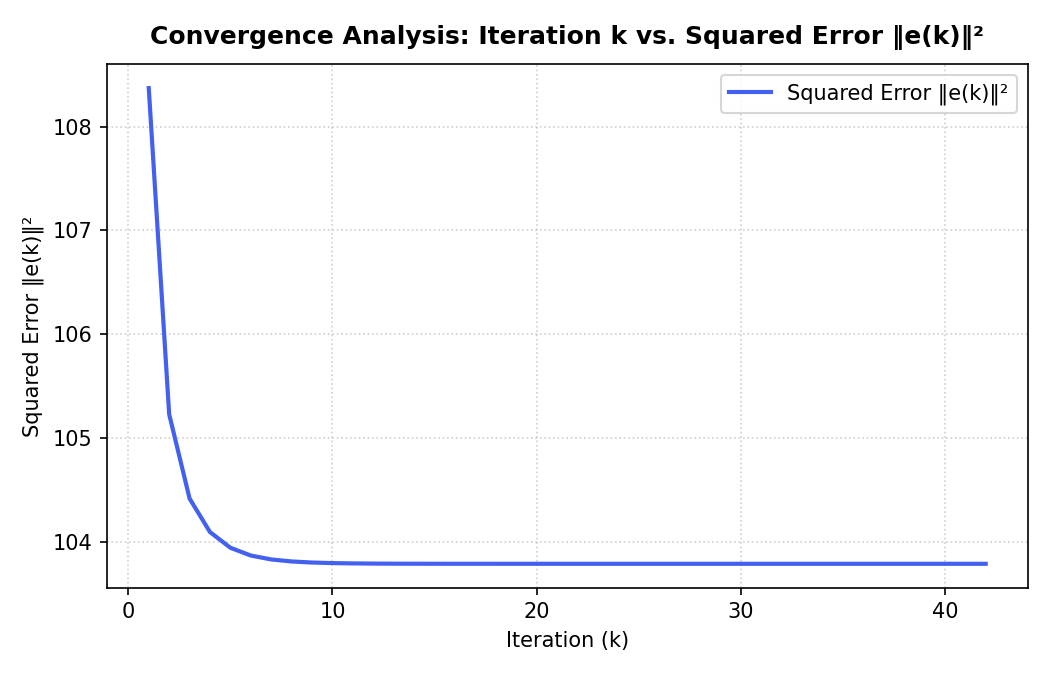 Convergence Analysis: Iteration k vs. Squared Error ‖e(k)‖²
Squared Error ‖e(k)‖²
Squared Error ‖e(k)‖²
108
107
106
105
104
0 10 20 30 40
Iteration (k)